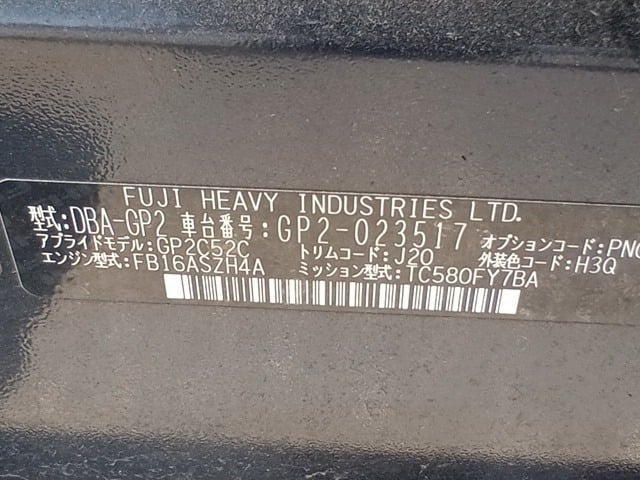 FUJI HEAVY INDUSTRIES LTD.
型式:DBA-GP2 車台番号:GP2-023517 オプションコード:PNC
アプライドモデル:GP2C52C トリムコード:J20 外装色コード:H3Q
エンジン型式:FB16ASZH4A ミッション型式:TC580FY7BA